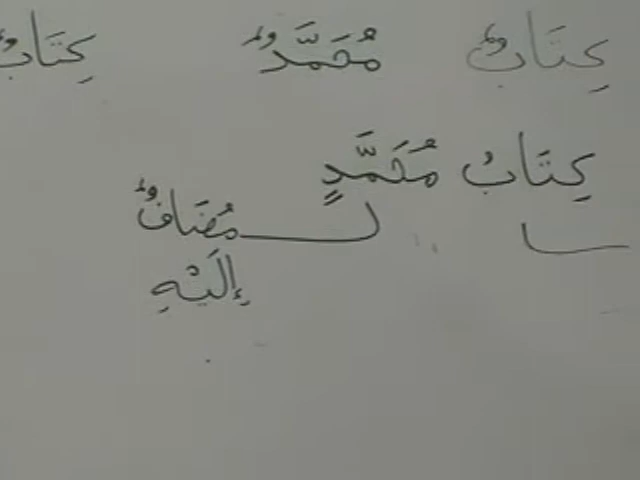 كِتَابٌ مُحَمَّدٌ كِتَابُ
كِتَابُ مُحَمَّدٍ
مُضَافٌ
إِلَيْهِ